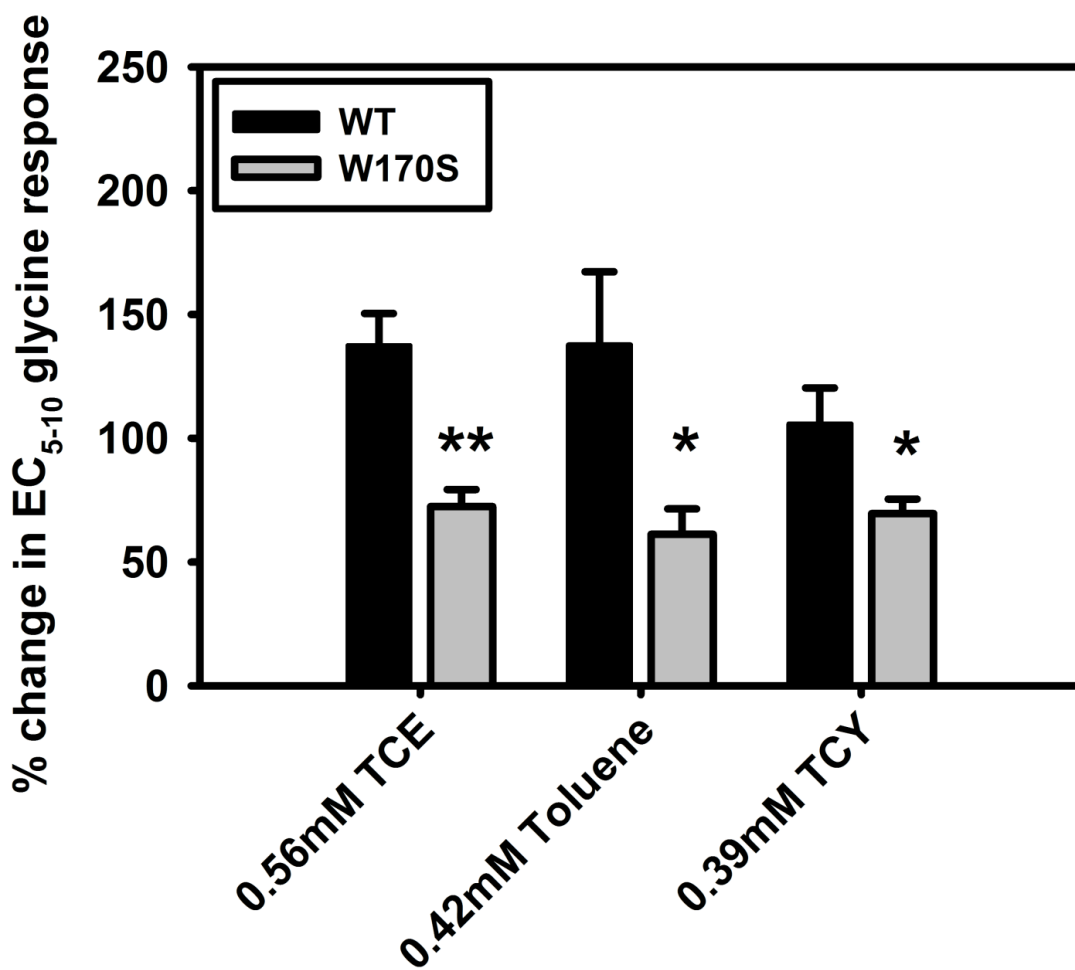 % change in EC5-10 glycine response
250
200
150
100
50
0
WT
W170S
**
*
*
0.56mM TCE
0.42mM Toluene
0.39mM TCY